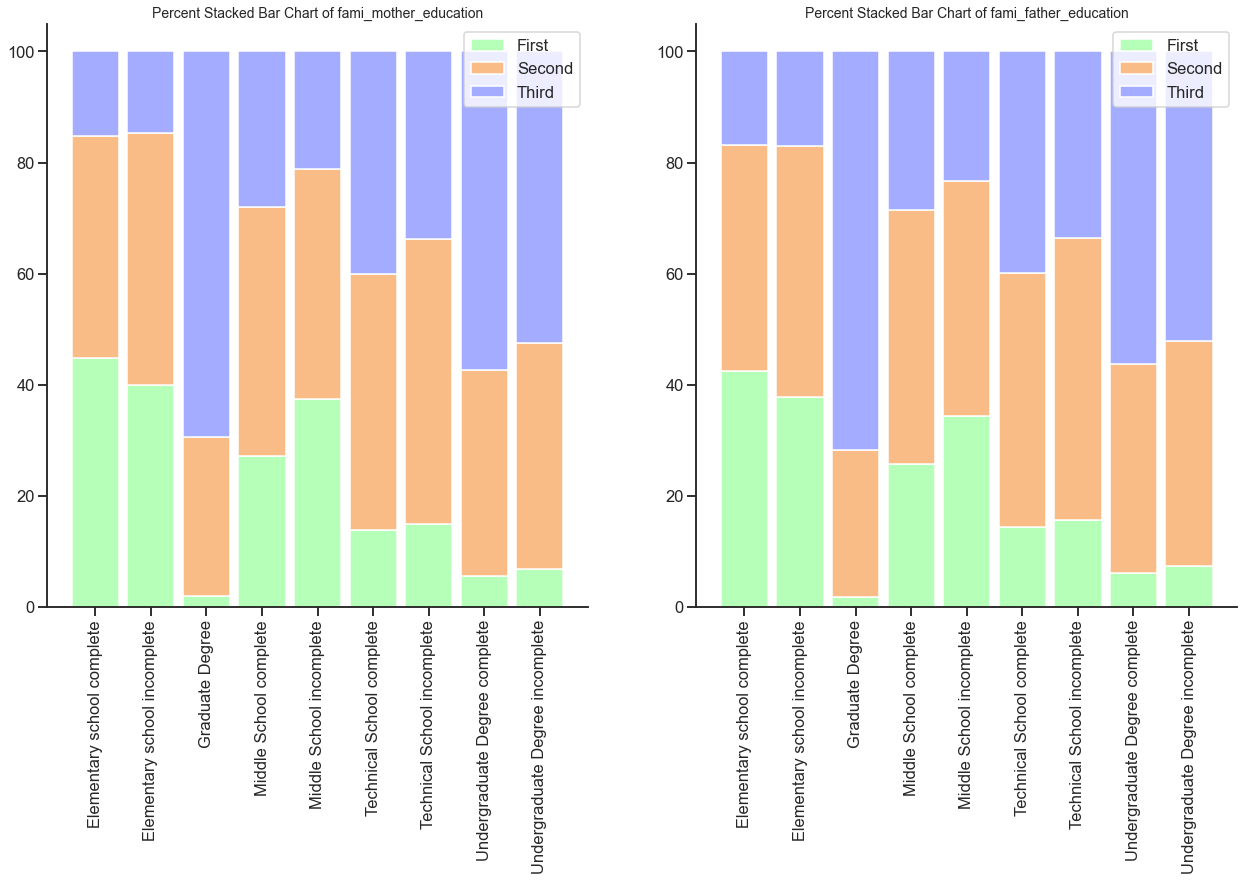 Percent Stacked Bar Chart of fami_mother_education
100
80
60
40
20
0
First
Second
Third
Elementary school complete
Elementary school incomplete
Graduate Degree
Middle School complete
Middle School incomplete
Technical School complete
Technical School incomplete
Undergraduate Degree complete
Undergraduate Degree incomplete
Percent Stacked Bar Chart of fami_father_education
100
80
60
40
20
0
First
Second
Third
Elementary school complete
Elementary school incomplete
Graduate Degree
Middle School complete
Middle School incomplete
Technical School complete
Technical School incomplete
Undergraduate Degree complete
Undergraduate Degree incomplete